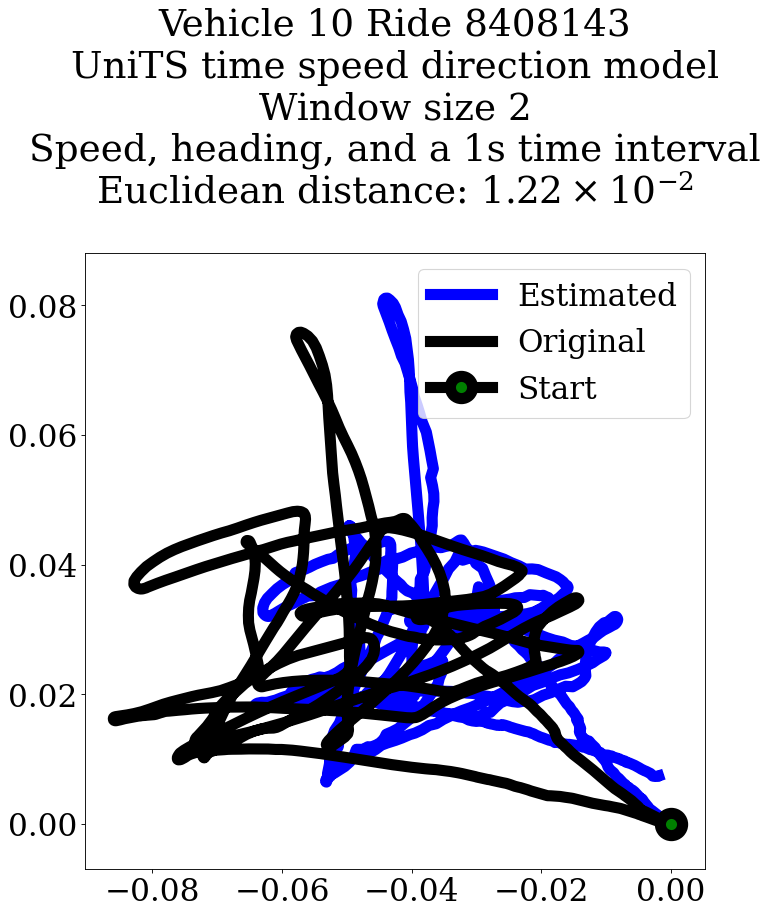 Vehicle 10 Ride 8408143
UniTS time speed direction model
Window size 2
Speed, heading, and a 1s time interval
Euclidean distance: 1.22 × 10⁻²
Estimated
Original
Start
0.08
0.06
0.04
0.02
0.00
−0.08 −0.06 −0.04 −0.02 0.00